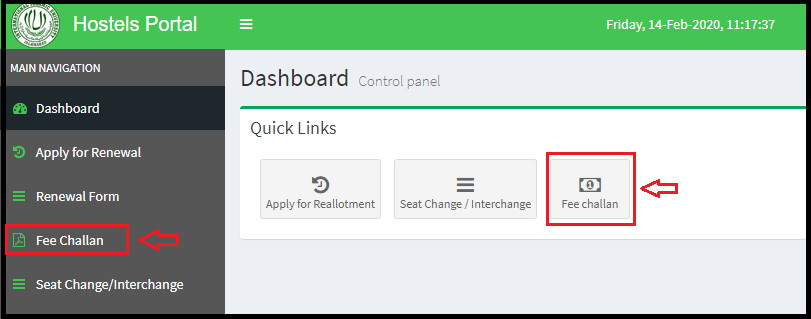 Hostels Portal
Friday, 14-Feb-2020, 11:17:37
MAIN NAVIGATION
Dashboard
Apply for Renewal
Renewal Form
Fee Challan
Seat Change/Interchange
Dashboard Control panel
Quick Links
Apply for Reallotment
Seat Change / Interchange
Fee challan